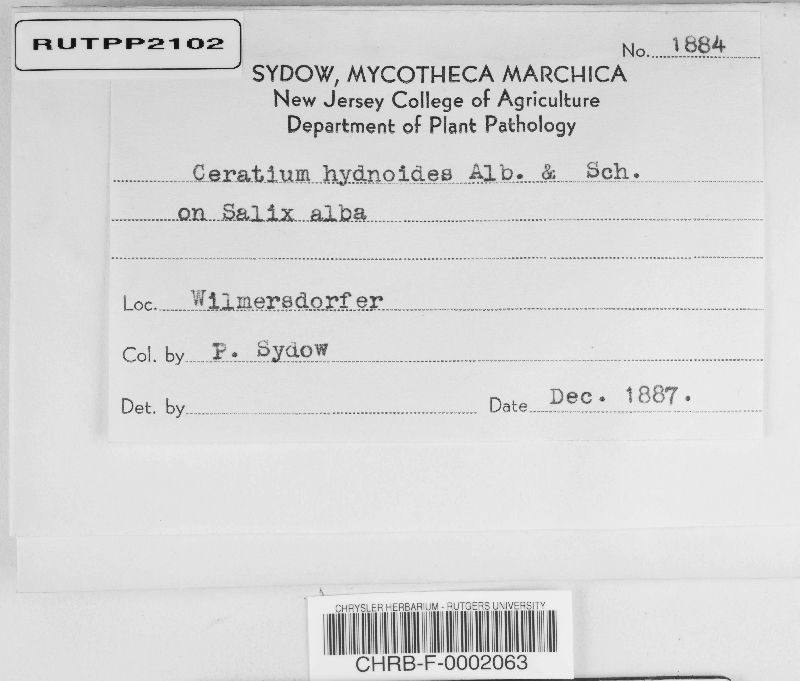 RUTPP2102
No. 1884
SYDOW, MYCOTHECA MARCHICA
New Jersey College of Agriculture
Department of Plant Pathology
Ceratium hydnoides Alb. & Sch.
on Salix alba
Loc. Wilmersdorfer
Col. by P. Sydow
Det. by Date Dec. 1887.
CHRYSLER HERBARIUM - RUTGERS UNIVERSITY
CHRB-F-0002063